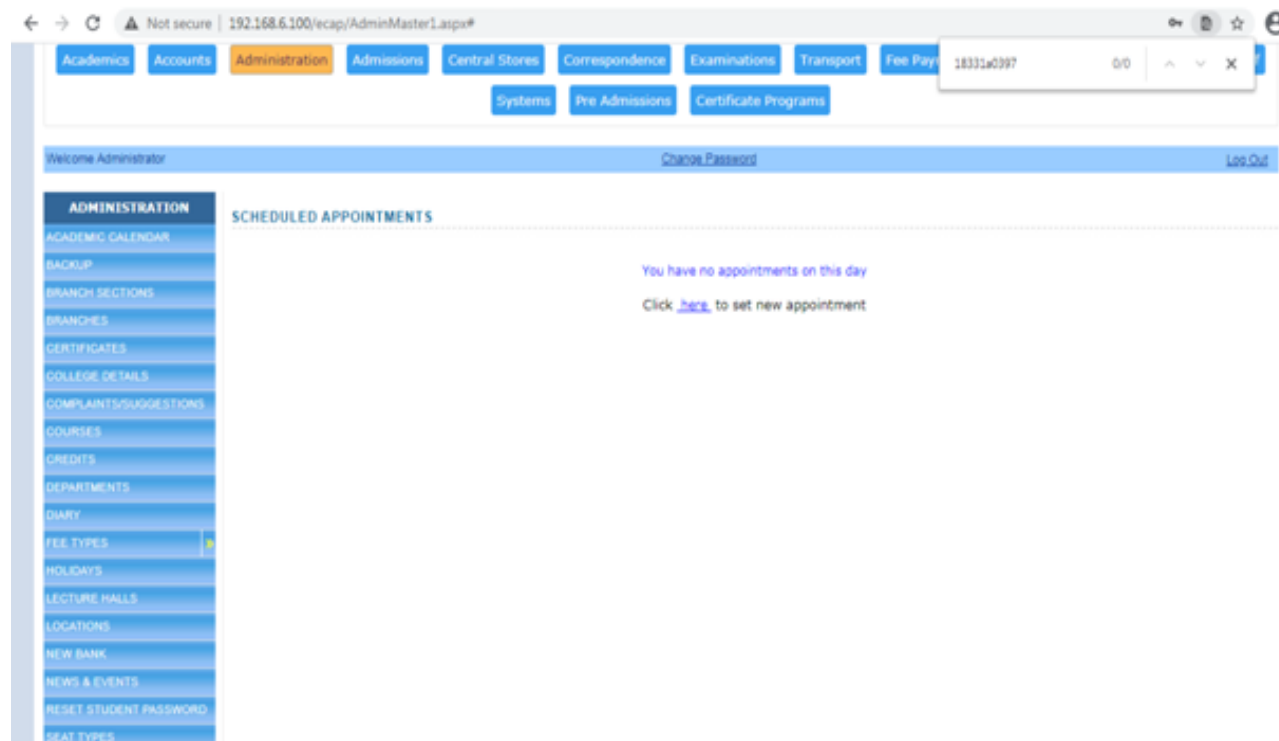 Not secure | 192.168.6.100/ecap/AdminMaster1.aspx#
Academics Accounts Administration Admissions Central Stores Correspondence Examinations Transport Fee Pay
18331a0397 0/0
Systems Pre Admissions Certificate Programs
Welcome Administrator Change Password Log Out
ADMINISTRATION
SCHEDULED APPOINTMENTS
ACADEMIC CALENDAR
BACKUP
You have no appointments on this day
BRANCH SECTIONS
Click here to set new appointment
BRANCHES
CERTIFICATES
COLLEGE DETAILS
COMPLAINTS/SUGGESTIONS
COURSES
CREDITS
DEPARTMENTS
DIARY
FEE TYPES »
HOLIDAYS
LECTURE HALLS
LOCATIONS
NEW BANK
NEWS & EVENTS
RESET STUDENT PASSWORD
SEAT TYPES